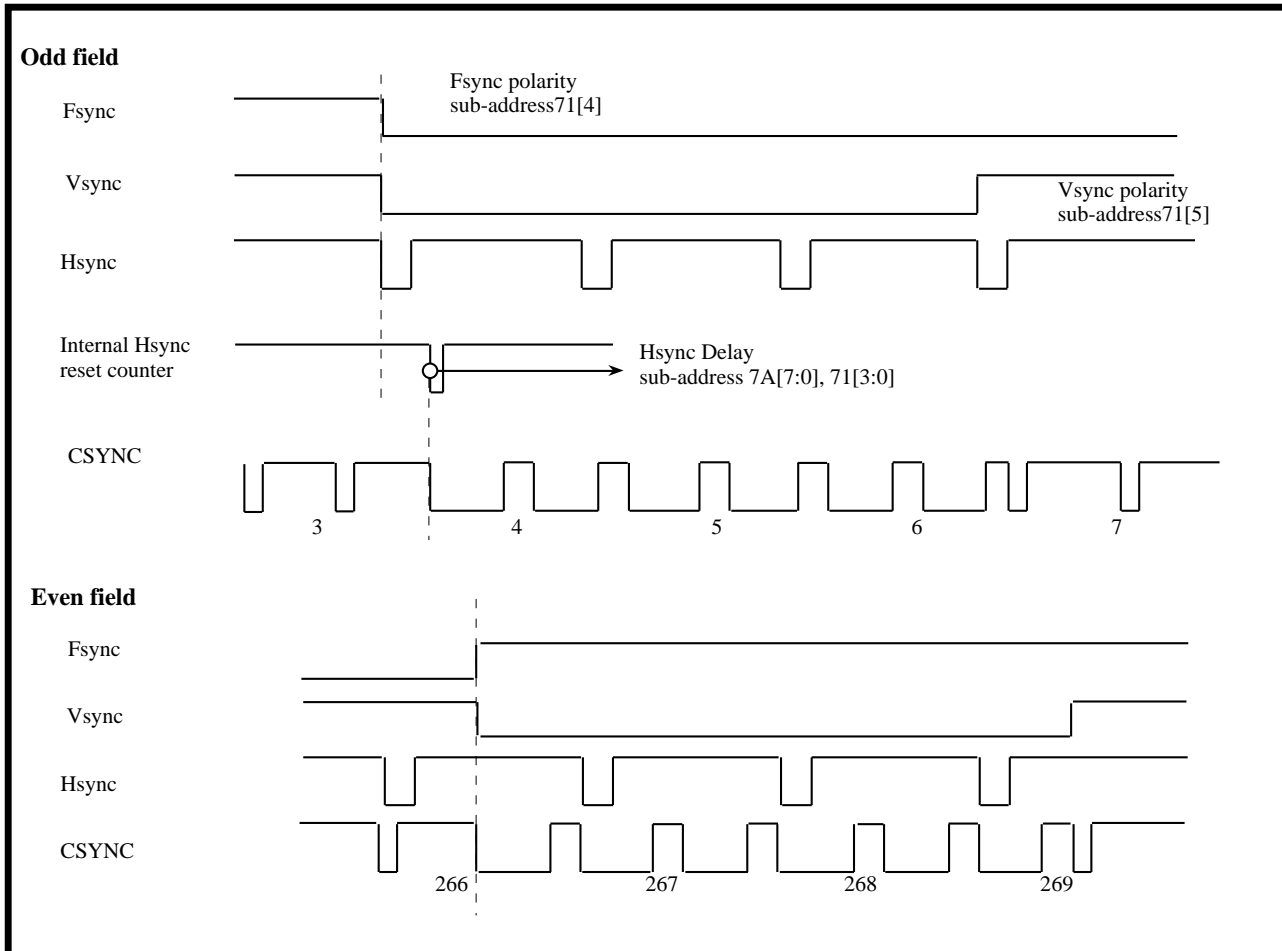 Odd field
Fsync
Fsync polarity
sub-address71[4]
Vsync
Vsync polarity
sub-address71[5]
Hsync
Internal Hsync
reset counter
Hsync Delay
sub-address 7A[7:0], 71[3:0]
CSYNC
3 4 5 6 7
Even field
Fsync
Vsync
Hsync
CSYNC
266 267 268 269